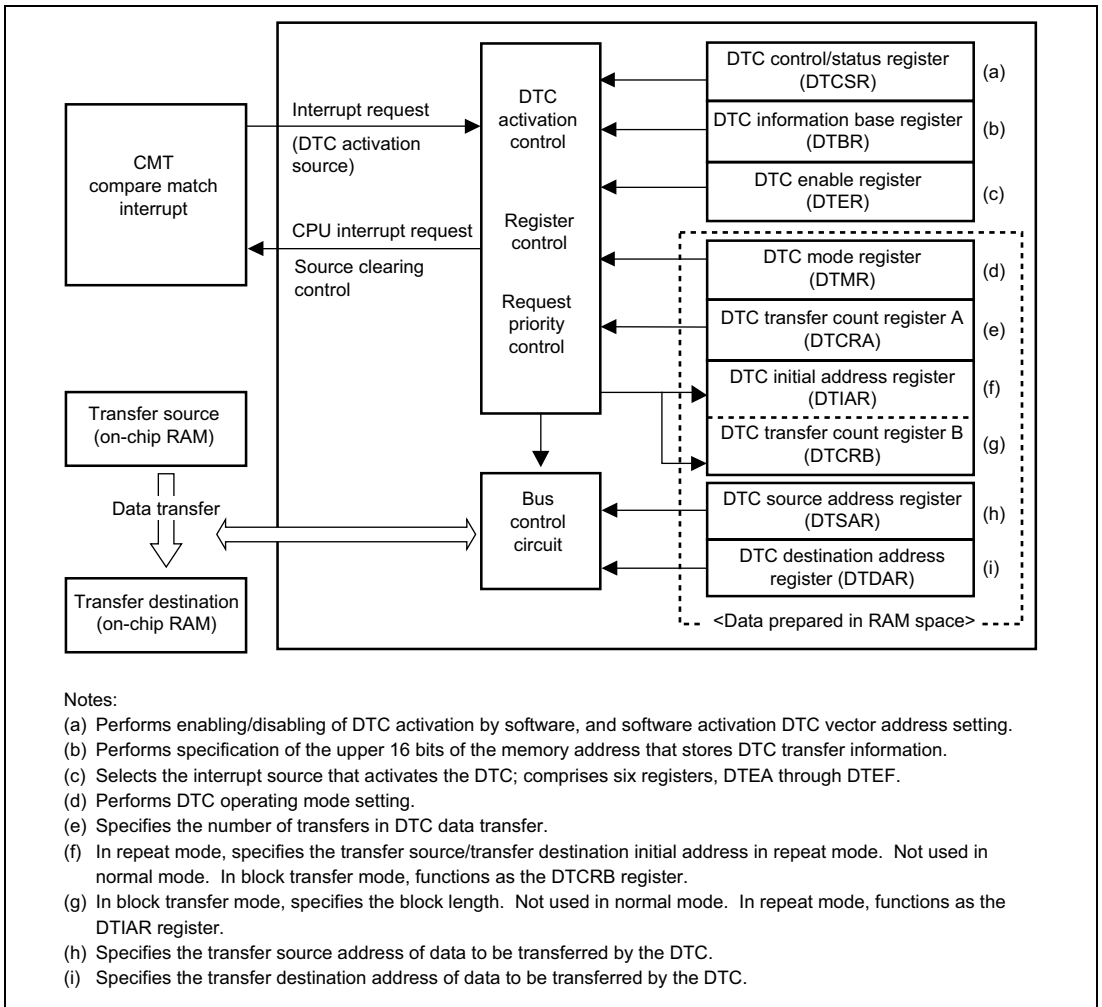 CMT
compare match
interrupt
Interrupt request
(DTC activation
source)
CPU interrupt request
Source clearing
control
DTC
activation
control
Register
control
Request
priority
control
DTC control/status register
(DTCSR)
(a)
DTC information base register
(DTBR)
(b)
DTC enable register
(DTER)
(c)
DTC mode register
(DTMR)
(d)
DTC transfer count register A
(DTCRA)
(e)
DTC initial address register
(DTIAR)
(f)
DTC transfer count register B
(DTCRB)
(g)
DTC source address register
(DTSAR)
(h)
DTC destination address
register (DTDAR)
(i)
<Data prepared in RAM space>
Transfer source
(on-chip RAM)
Data transfer
Transfer destination
(on-chip RAM)
Bus
control
circuit
Notes:
(a) Performs enabling/disabling of DTC activation by software, and software activation DTC vector address setting.
(b) Performs specification of the upper 16 bits of the memory address that stores DTC transfer information.
(c) Selects the interrupt source that activates the DTC; comprises six registers, DTEA through DTEF.
(d) Performs DTC operating mode setting.
(e) Specifies the number of transfers in DTC data transfer.
(f) In repeat mode, specifies the transfer source/transfer destination initial address in repeat mode. Not used in
normal mode. In block transfer mode, functions as the DTCRB register.
(g) In block transfer mode, specifies the block length. Not used in normal mode. In repeat mode, functions as the
DTIAR register.
(h) Specifies the transfer source address of data to be transferred by the DTC.
(i) Specifies the transfer destination address of data to be transferred by the DTC.